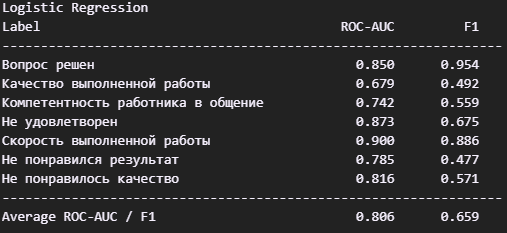 Logistic Regression
Label ROC-AUC F1
Вопрос решен 0.850 0.954
Качество выполненной работы 0.679 0.492
Компетентность работника в общение 0.742 0.559
Не удовлетворен 0.873 0.675
Скорость выполненной работы 0.900 0.886
Не понравился результат 0.785 0.477
Не понравилось качество 0.816 0.571
Average ROC-AUC / F1 0.806 0.659